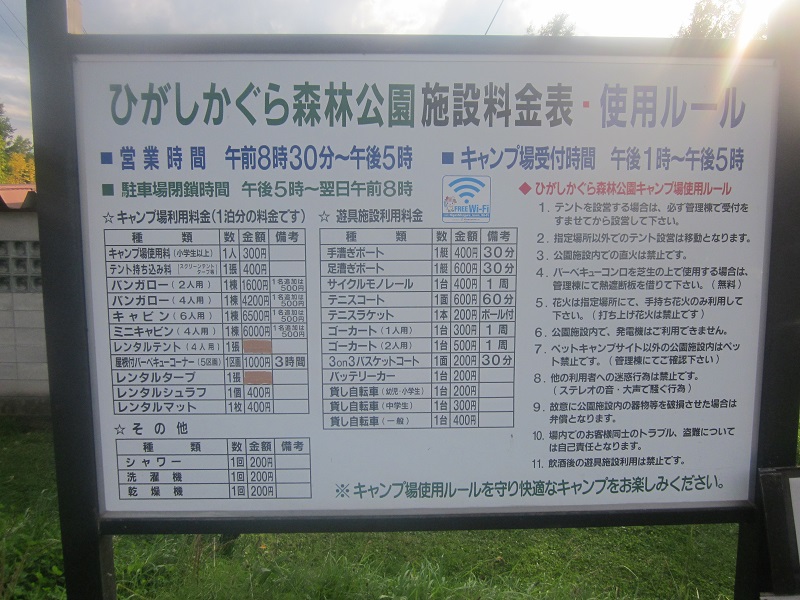 ひがしかぐら森林公園 施設料金表・使用ルール
■営業時間 午前8時30分～午後5時
■キャンプ場受付時間 午後1時～午後5時
■駐車場閉鎖時間 午後5時～翌日午前8時
FREE Wi-Fi
☆キャンプ場利用料金(1泊分の料金です)
種類 数 金額 備考
キャンプ場使用料(小学生以上) 1人 300円
テント持ち込み料 1張 400円
バンガロー(2人用) 1棟 1600円 1名追加は500円
バンガロー(4人用) 1棟 4200円 1名追加は500円
キャビン(6人用) 1棟 6500円 1名追加は500円
ミニキャビン(4人用) 1棟 6000円 1名追加は500円
レンタルテント(4人用) 1張
屋根付バーベキューコーナー(5区画) 1区画 1000円 3時間
レンタルタープ 1張
レンタルシュラフ 1個 400円
レンタルマット 1枚 400円
☆その他
種類 数 金額 備考
シャワー 1回 200円
洗濯機 1回 200円
乾燥機 1回 200円
☆遊具施設利用料金
種類 数 金額 備考
手漕ぎボート 1艇 400円 30分
足漕ぎボート 1艇 600円 30分
サイクルモノレール 1台 400円 1周
テニスコート 1面 600円 60分
テニスラケット 1本 200円 ボール付
ゴーカート(1人用) 1台 300円 1周
ゴーカート(2人用) 1台 500円 1周
3on3バスケットコート 1面 200円 30分
バッテリーカー 1台 200円
貸し自転車(幼児・小学生) 1台 200円
貸し自転車(中学生) 1台 300円
貸し自転車(一般) 1台 400円
◆ひがしかぐら森林公園キャンプ場使用ルール
1. テントを設営する場合は、必ず管理棟で受付を
すませてから設営して下さい。
2. 指定場所以外でのテント設営は移動となります。
3. 公園施設内での直火は禁止です。
4. バーベキューコンロを芝生の上で使用する場合は、
管理棟にて熱遮断板を借りて下さい。(無料)
5. 花火は指定場所にて、手持ち花火のみ利用して
下さい。(打ち上げ花火は禁止です)
6. 公園施設内で、発電機はご利用できません。
7. ペットキャンプサイト以外の公園施設内はペット
禁止です。(管理棟にてご確認下さい)
8. 他の利用者への迷惑行為は禁止です。
(ステレオの音・大声で騒ぐ行為)
9. 故意に公園施設内の器物等を破損させた場合は
弁償となります。
10. 場内でのお客様同士のトラブル、盗難について
は自己責任となります。
11. 飲酒後の遊具施設利用は禁止です。
※キャンプ場使用ルールを守り快適なキャンプをお楽しみください。